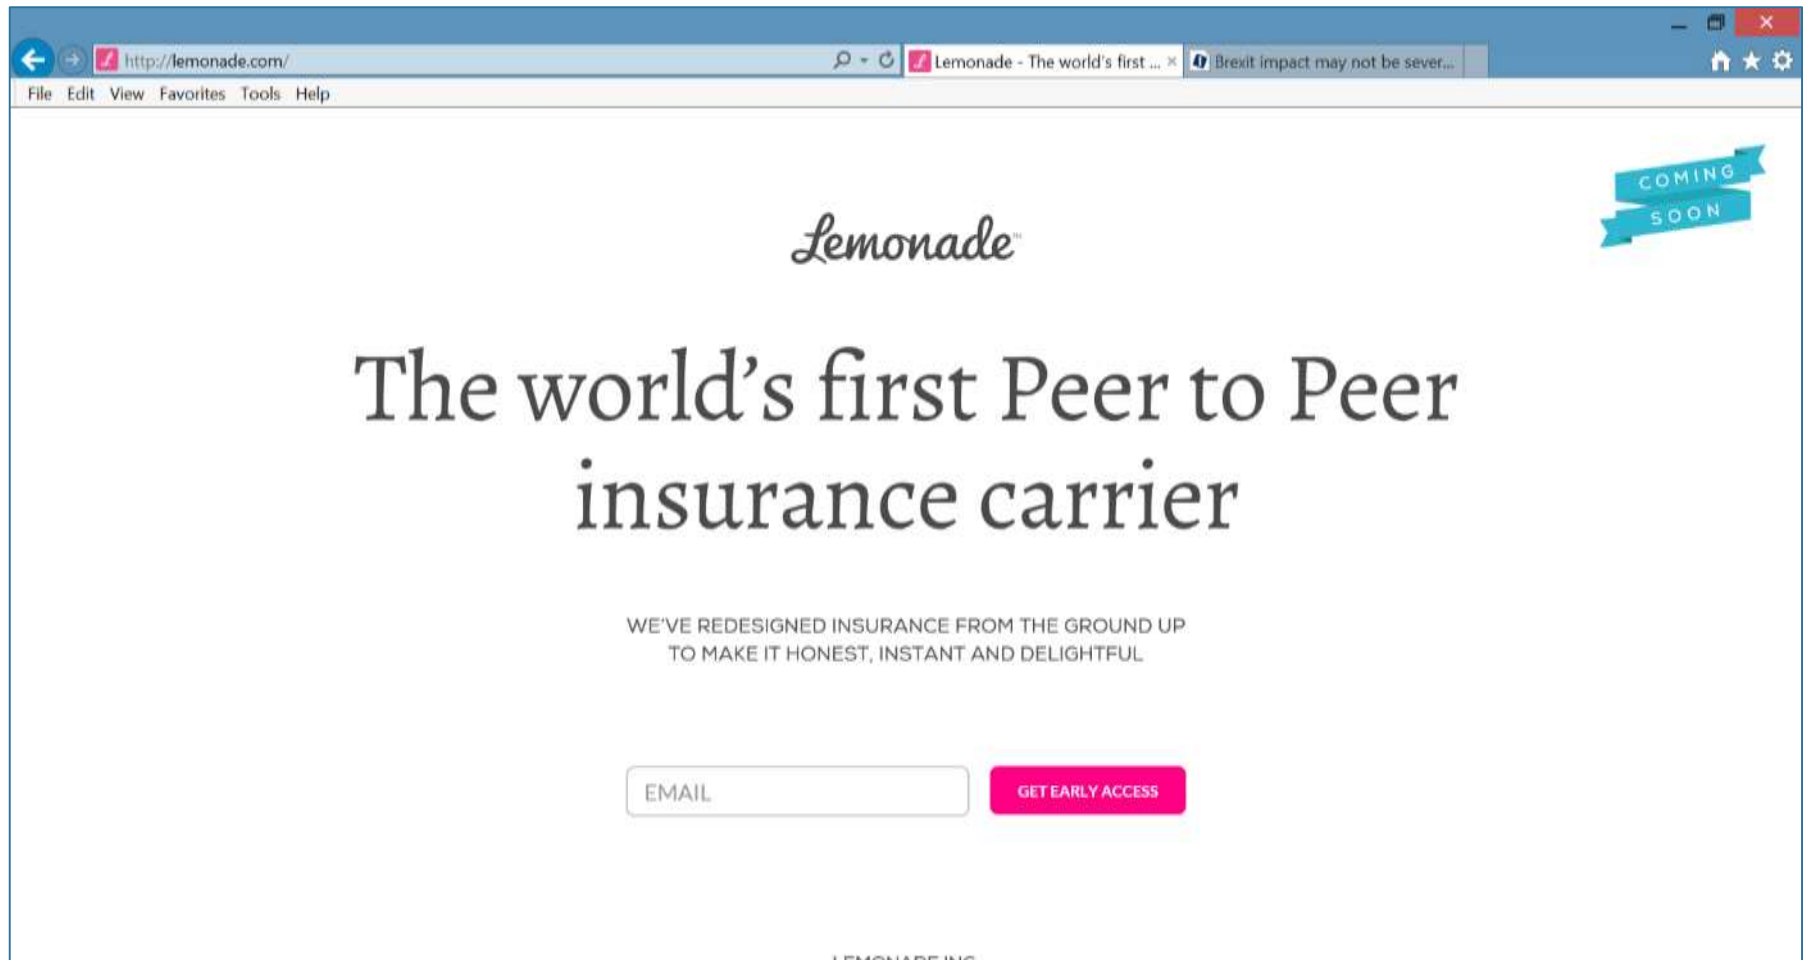 http://lemonade.com/
Lemonade - The world's first ...
Brexit impact may not be sever...
File Edit View Favorites Tools Help
COMING
SOON
Lemonade™
The world's first Peer to Peer
insurance carrier
WE'VE REDESIGNED INSURANCE FROM THE GROUND UP
TO MAKE IT HONEST, INSTANT AND DELIGHTFUL
EMAIL
GET EARLY ACCESS
LEMONADE INC